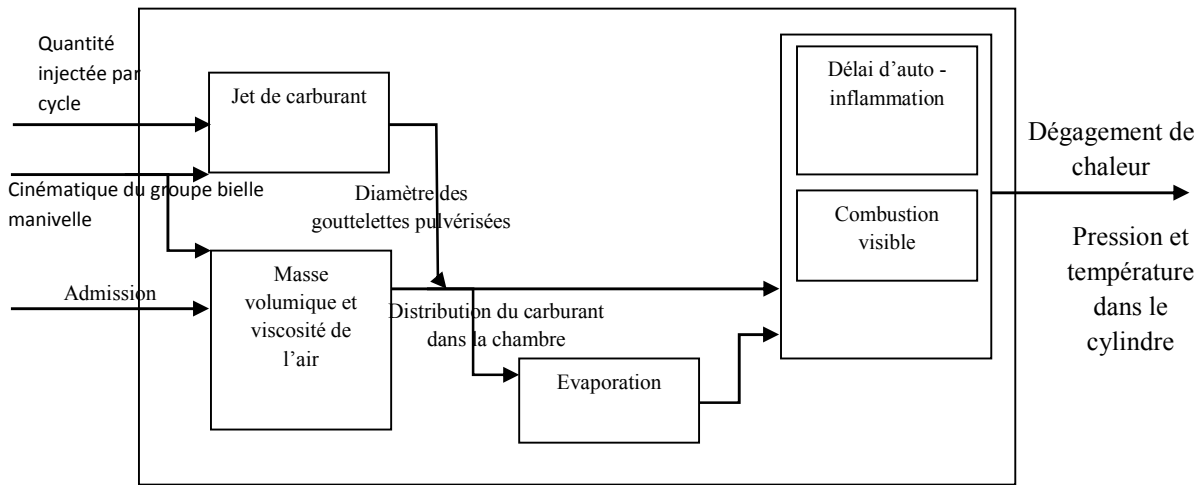 Quantité
injectée par
cycle
Jet de carburant
Délai d’auto -
inflammation
Dégagement de
chaleur
Cinématique du groupe bielle
manivelle
Diamètre des
gouttelettes pulvérisées
Combustion
visible
Pression et
température
dans le
cylindre
Admission
Masse
volumique et
viscosité de
l’air
Distribution du carburant
dans la chambre
Evaporation